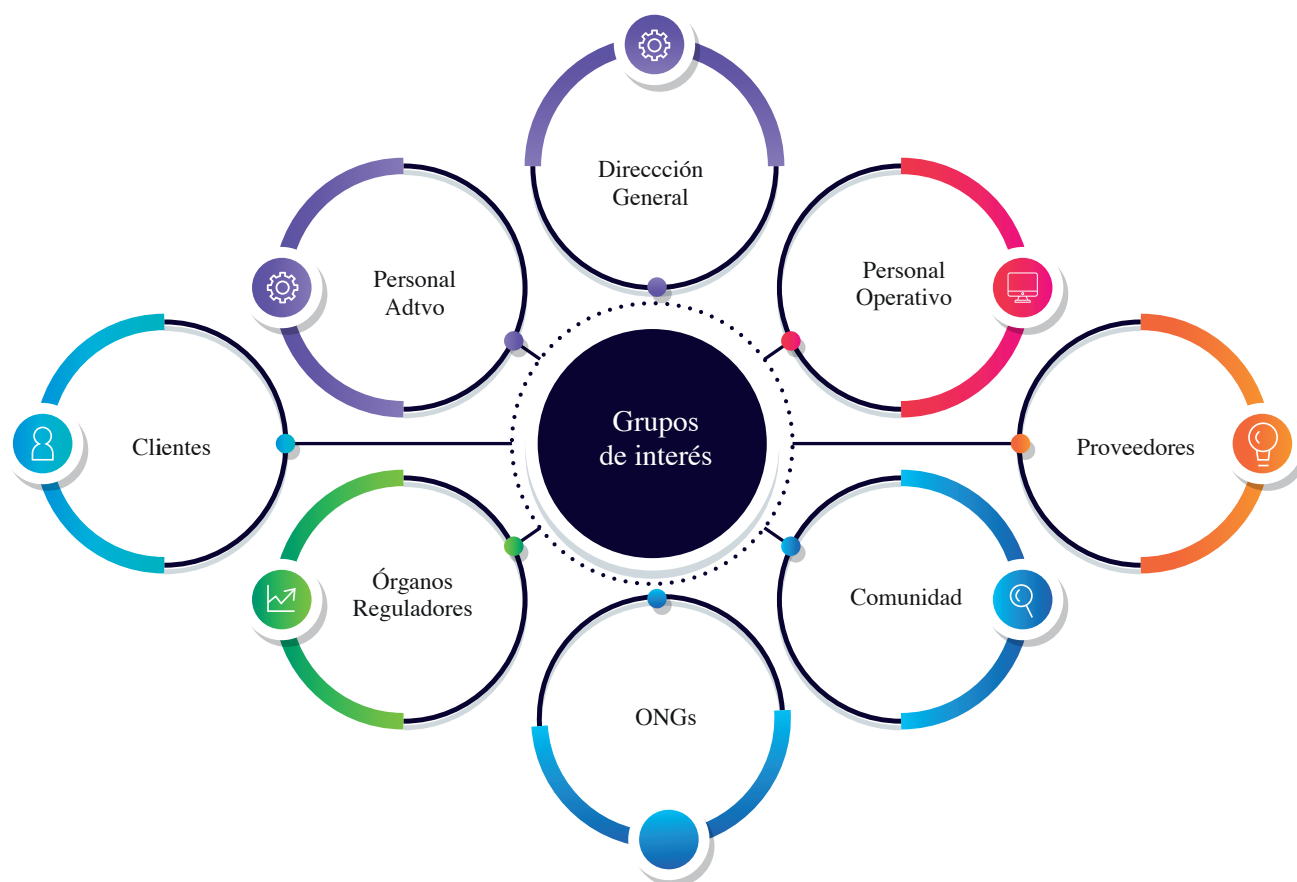 Direccción
General
Personal
Adtvo
Personal
Operativo
Clientes
Grupos
de interés
Proveedores
Órganos
Reguladores
Comunidad
ONGs